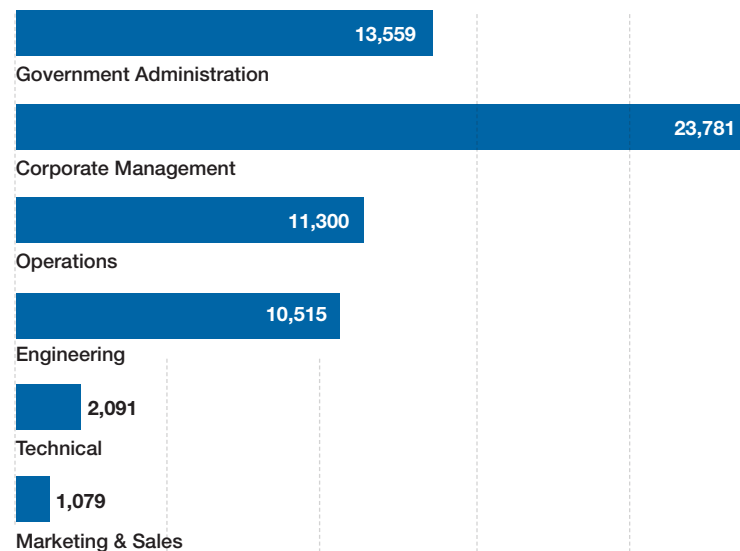 13,559
Government Administration
23,781
Corporate Management
11,300
Operations
10,515
Engineering
2,091
Technical
1,079
Marketing & Sales